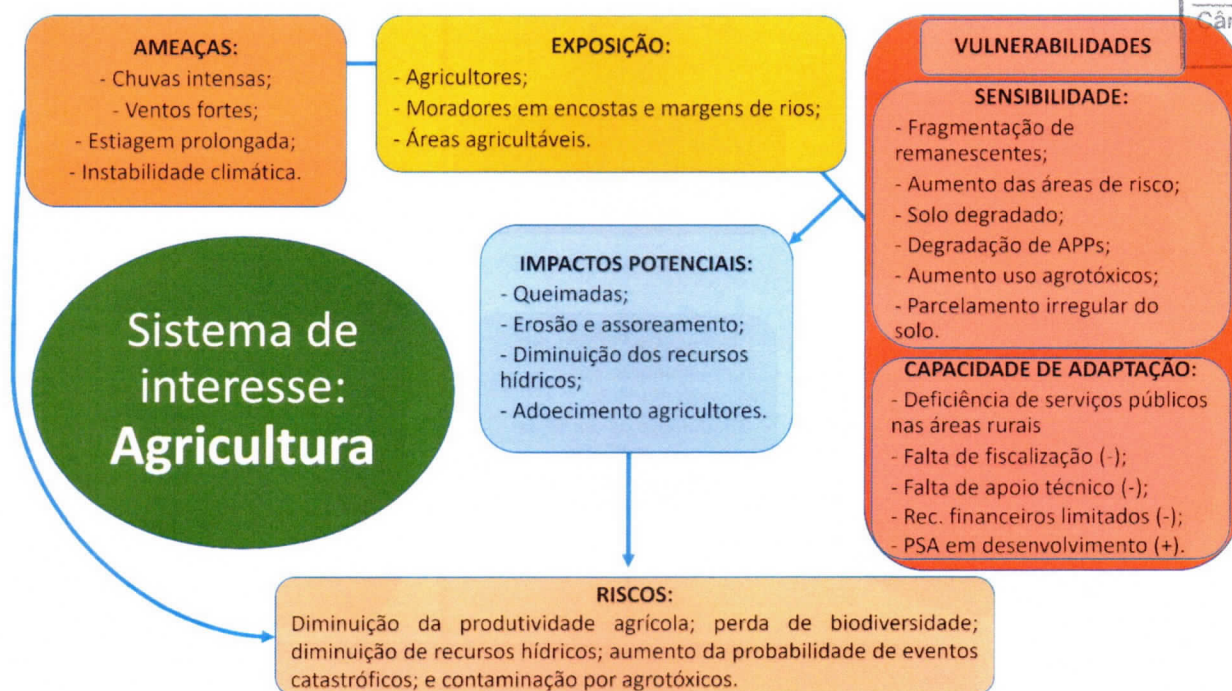 AMEAÇAS:
- Chuvas intensas;
- Ventos fortes;
- Estiagem prolongada;
- Instabilidade climática.
EXPOSIÇÃO:
- Agricultores;
- Moradores em encostas e margens de rios;
- Áreas agricultáveis.
VULNERABILIDADES
SENSIBILIDADE:
- Fragmentação de
remanescentes;
- Aumento das áreas de risco;
- Solo degradado;
- Degradação de APPs;
- Aumento uso agrotóxicos;
- Parcelamento irregular do
solo.
CAPACIDADE DE ADAPTAÇÃO:
- Deficiência de serviços públicos
nas áreas rurais
- Falta de fiscalização (-);
- Falta de apoio técnico (-);
- Rec. financeiros limitados (-);
- PSA em desenvolvimento (+).
IMPACTOS POTENCIAIS:
- Queimadas;
- Erosão e assoreamento;
- Diminuição dos recursos
hídricos;
- Adoecimento agricultores.
Sistema de
interesse:
Agricultura
RISCOS:
Diminuição da produtividade agrícola; perda de biodiversidade;
diminuição de recursos hídricos; aumento da probabilidade de eventos
catastróficos; e contaminação por agrotóxicos.